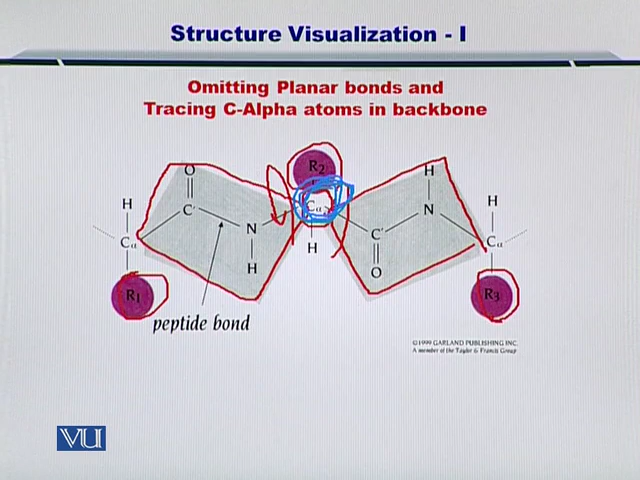 Structure Visualization - I
Omitting Planar bonds and
Tracing C-Alpha atoms in backbone
O
R₂
H
H
C'
Cα
N
H
N
Cα
H
C'
Cα
H
O
R₁
R₃
peptide bond
©1999 GARLAND PUBLISHING INC.
A member of the Taylor & Francis Group
VU